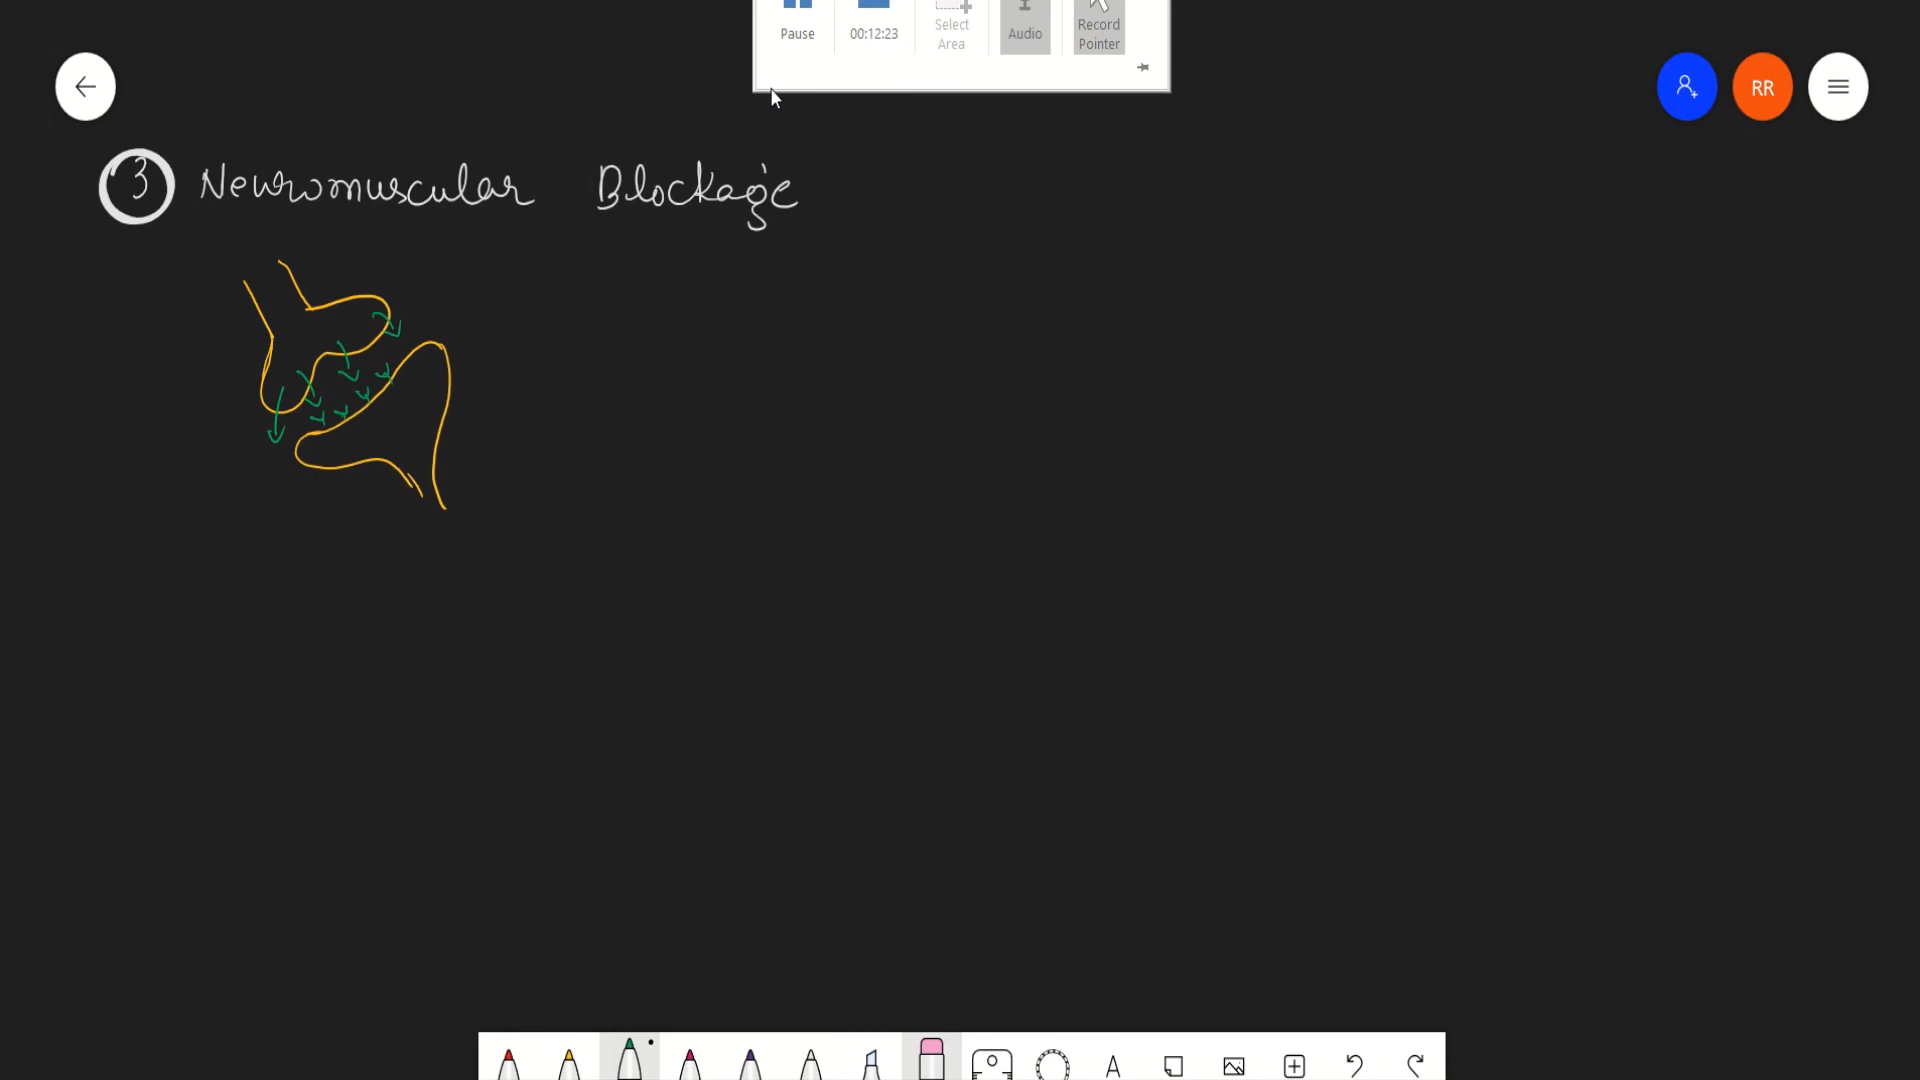 Pause
00:12:23
Select
Area
Audio
Record
Pointer
RR
3 Neuromuscular Blockage
A